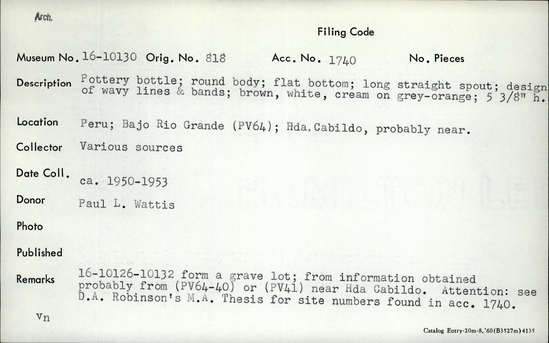 Arch.
Filing Code
Museum No. 16-10130 Orig. No. 818 Acc. No. 1740 No. Pieces
Description Pottery bottle; round body; flat bottom; long straight spout; design
of wavy lines & bands; brown, white, cream on grey-orange; 5 3/8" h.
Location Peru; Bajo Rio Grande (PV64); Hda.Cabildo, probably near.
Collector Various sources
Date Coll. ca. 1950-1953
Donor Paul L. Wattis
Photo
Published
Remarks 16-10126-10132 form a grave lot; from information obtained
probably from (PV64-40) or (PV41) near Hda Cabildo. Attention: see
D.A. Robinson's M.A. Thesis for site numbers found in acc. 1740.
Vn
Catalog Entry-20m-8,'60(B3527m)4135